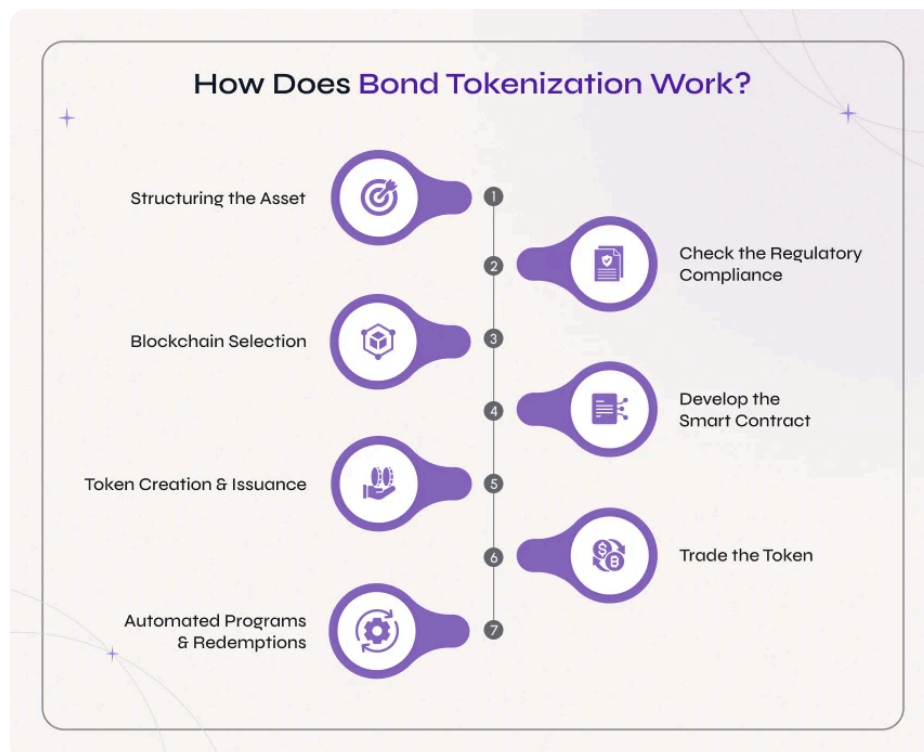 How Does Bond Tokenization Work?
Structuring the Asset
1
2
Check the Regulatory
Compliance
Blockchain Selection
3
4
Develop the
Smart Contract
Token Creation & Issuance
5
6
$
B
Trade the Token
Automated Programs
& Redemptions
7